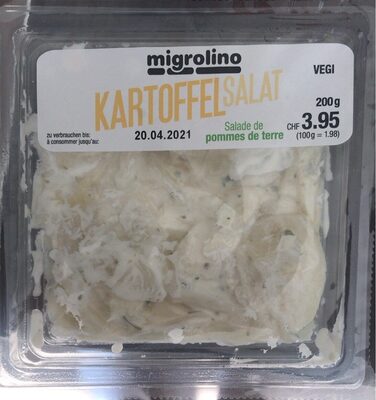 migrolino
VEGI
KARTOFFELSALAT
200g
zu verbrauchen bis:
à consommer jusqu'au:
20.04.2021
Salade de
pommes de terre
CHF 3.95
(100g = 1.98)